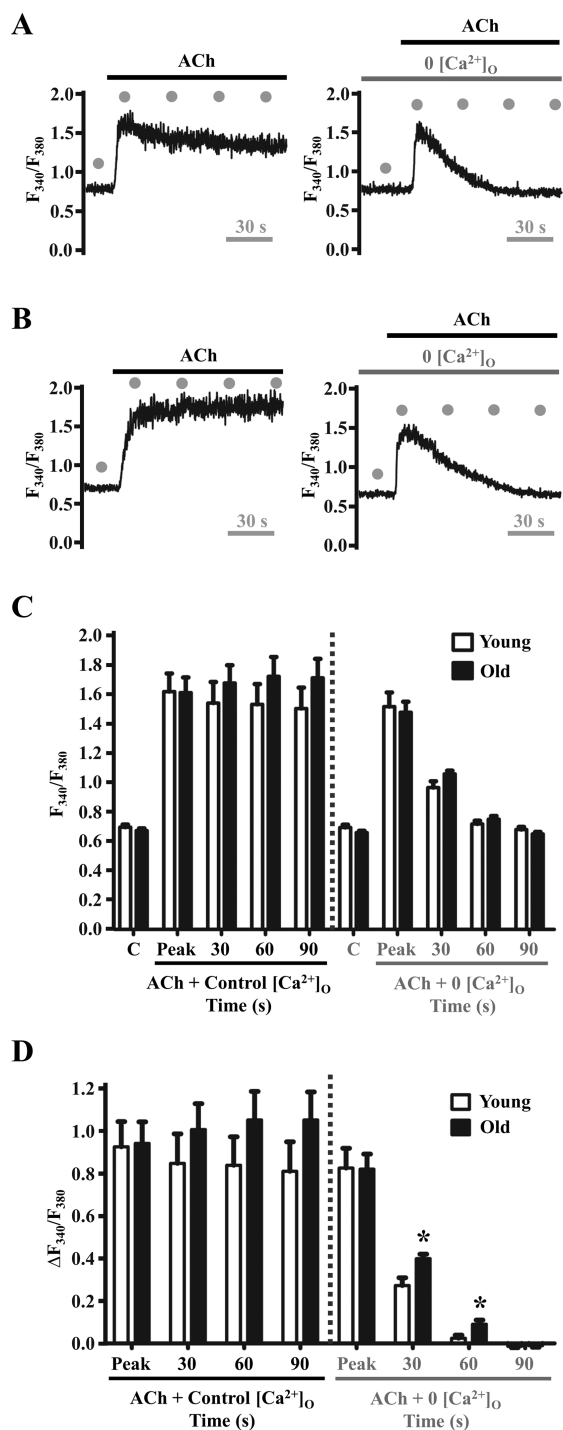 A
ACh
ACh
0 [Ca²⁺]O
F340/F380
2.0
1.5
1.0
0.5
0.0
30 s
F340/F380
2.0
1.5
1.0
0.5
0.0
30 s
B
ACh
ACh
0 [Ca²⁺]O
F340/F380
2.0
1.5
1.0
0.5
0.0
30 s
F340/F380
2.0
1.5
1.0
0.5
0.0
30 s
C
F340/F380
2.0
1.8
1.6
1.4
1.2
1.0
0.8
0.6
0.4
0.2
0.0
Young
Old
C Peak 30 60 90 C Peak 30 60 90
ACh + Control [Ca²⁺]O
Time (s)
ACh + 0 [Ca²⁺]O
Time (s)
D
ΔF340/F380
1.2
1.0
0.8
0.6
0.4
0.2
0.0
Young
Old
*
*
Peak 30 60 90 Peak 30 60 90
ACh + Control [Ca²⁺]O
Time (s)
ACh + 0 [Ca²⁺]O
Time (s)